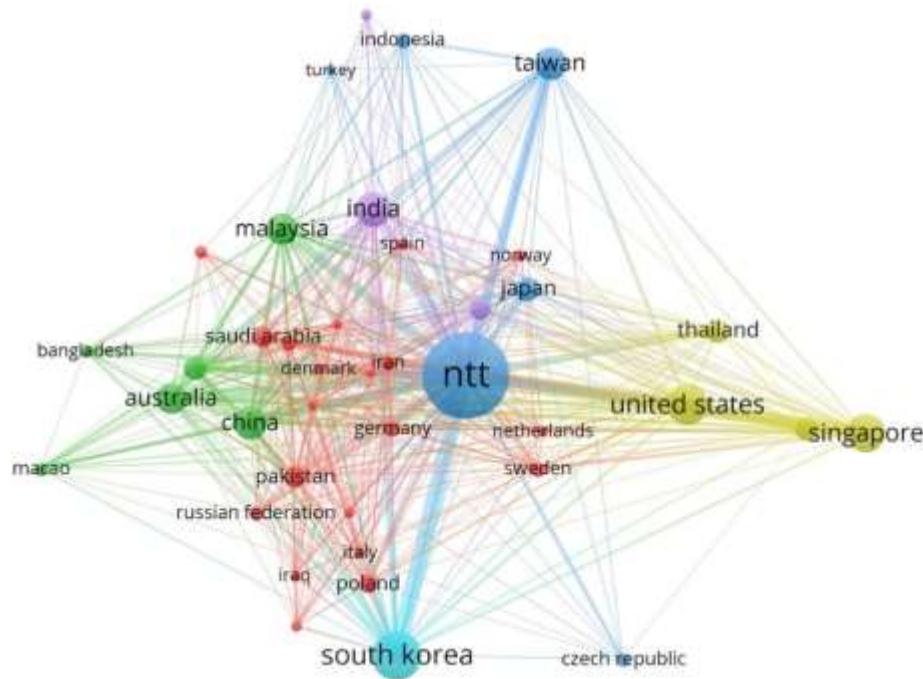 indonesia
taiwan
turkey
india
malaysia
spain
norway
japan
saudi arabia
thailand
bangladesh
denmark
iran
ntt
australia
united states
china
germany
netherlands
singapore
macao
pakistan
sweden
russian federation
italy
iraq
poland
south korea
czech republic